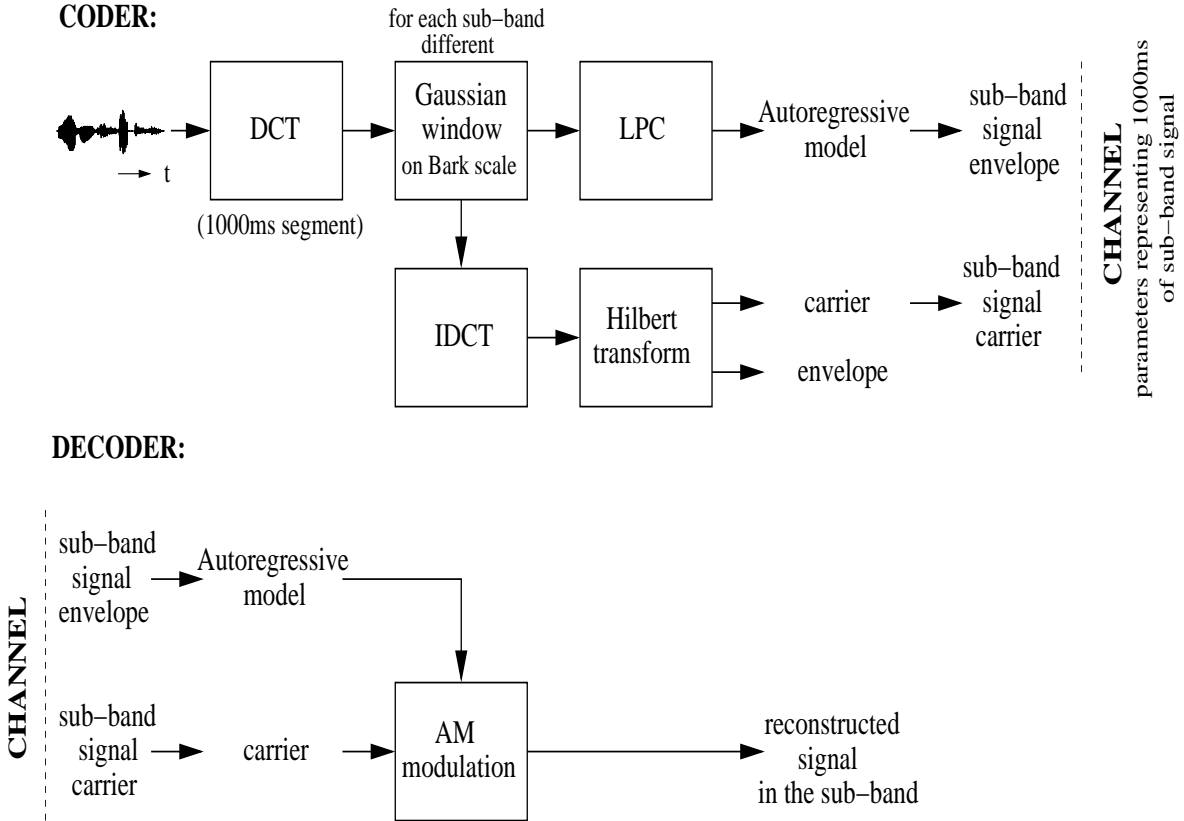 CODER:
for each sub−band
different
DCT
Gaussian
window
on Bark scale
LPC
Autoregressive
model
sub−band
signal
envelope
t
(1000ms segment)
IDCT
Hilbert
transform
carrier
envelope
sub−band
signal
carrier
CHANNEL
parameters representing 1000ms
of sub−band signal
DECODER:
CHANNEL
sub−band
signal
envelope
Autoregressive
model
sub−band
signal
carrier
carrier
AM
modulation
reconstructed
signal
in the sub−band